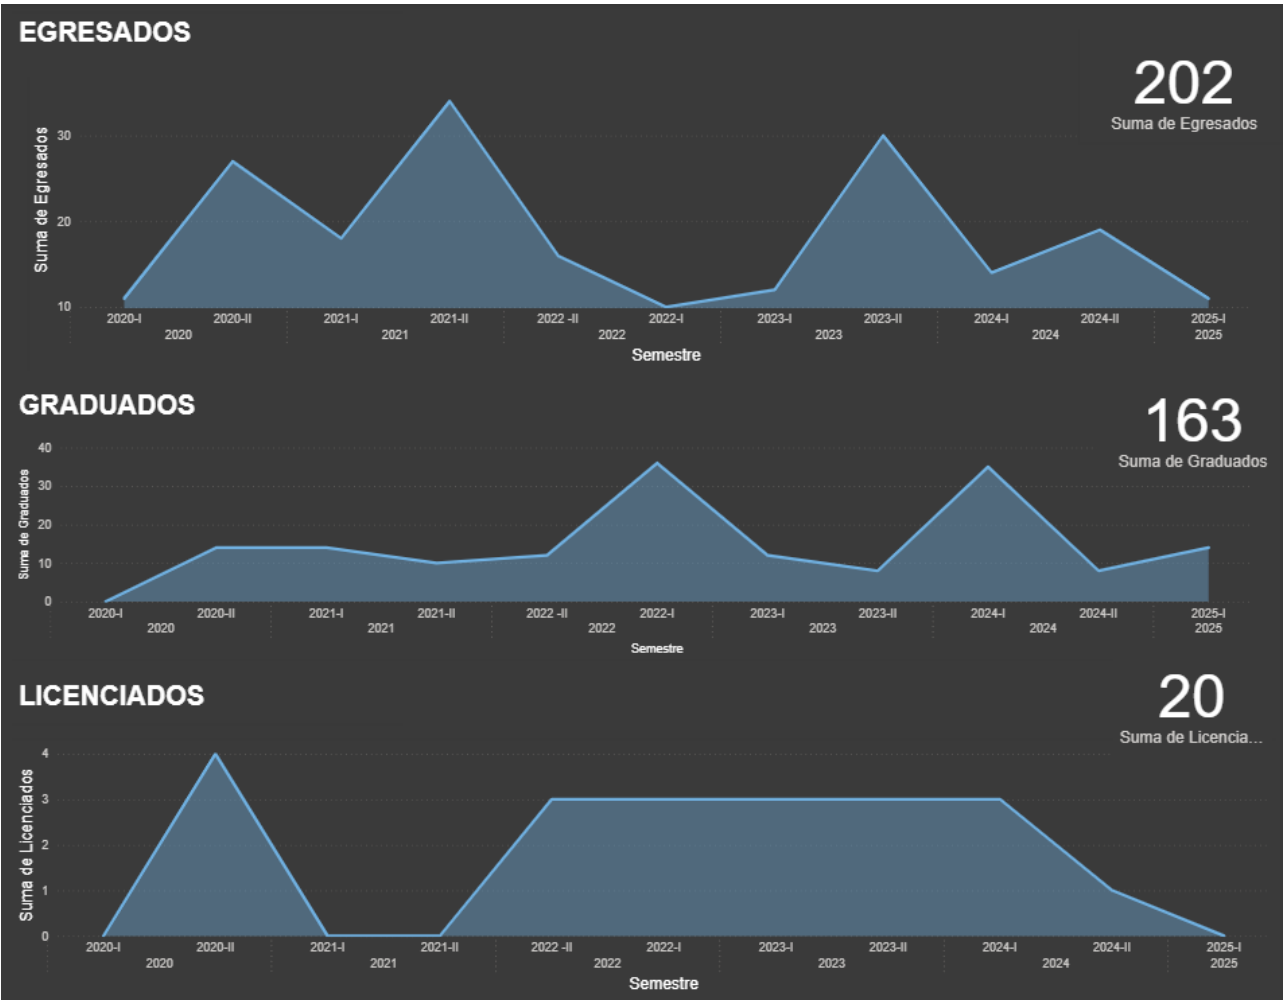 EGRESADOS
202
Suma de Egresados
Suma de Egresados
30
20
10
2020-I 2020-II 2021-I 2021-II 2022 -II 2022-I 2023-I 2023-II 2024-I 2024-II 2025-I
2020 2021 2022 2023 2024 2025
Semestre
GRADUADOS
163
Suma de Graduados
Suma de Graduados
40
30
20
10
0
2020-I 2020-II 2021-I 2021-II 2022 -II 2022-I 2023-I 2023-II 2024-I 2024-II 2025-I
2020 2021 2022 2023 2024 2025
Semestre
LICENCIADOS
20
Suma de Licencia...
Suma de Licenciados
4
3
2
1
0
2020-I 2020-II 2021-I 2021-II 2022 -II 2022-I 2023-I 2023-II 2024-I 2024-II 2025-I
2020 2021 2022 2023 2024 2025
Semestre